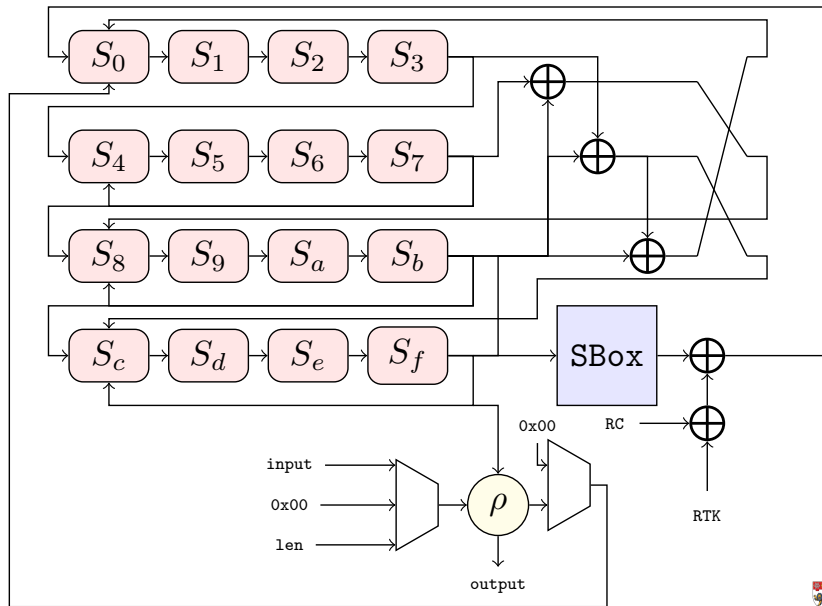 S0 S1 S2 S3
S4 S5 S6 S7
S8 S9 Sa Sb
Sc Sd Se Sf
SBox
RC
0x00
input
0x00
ρ
len
RTK
output